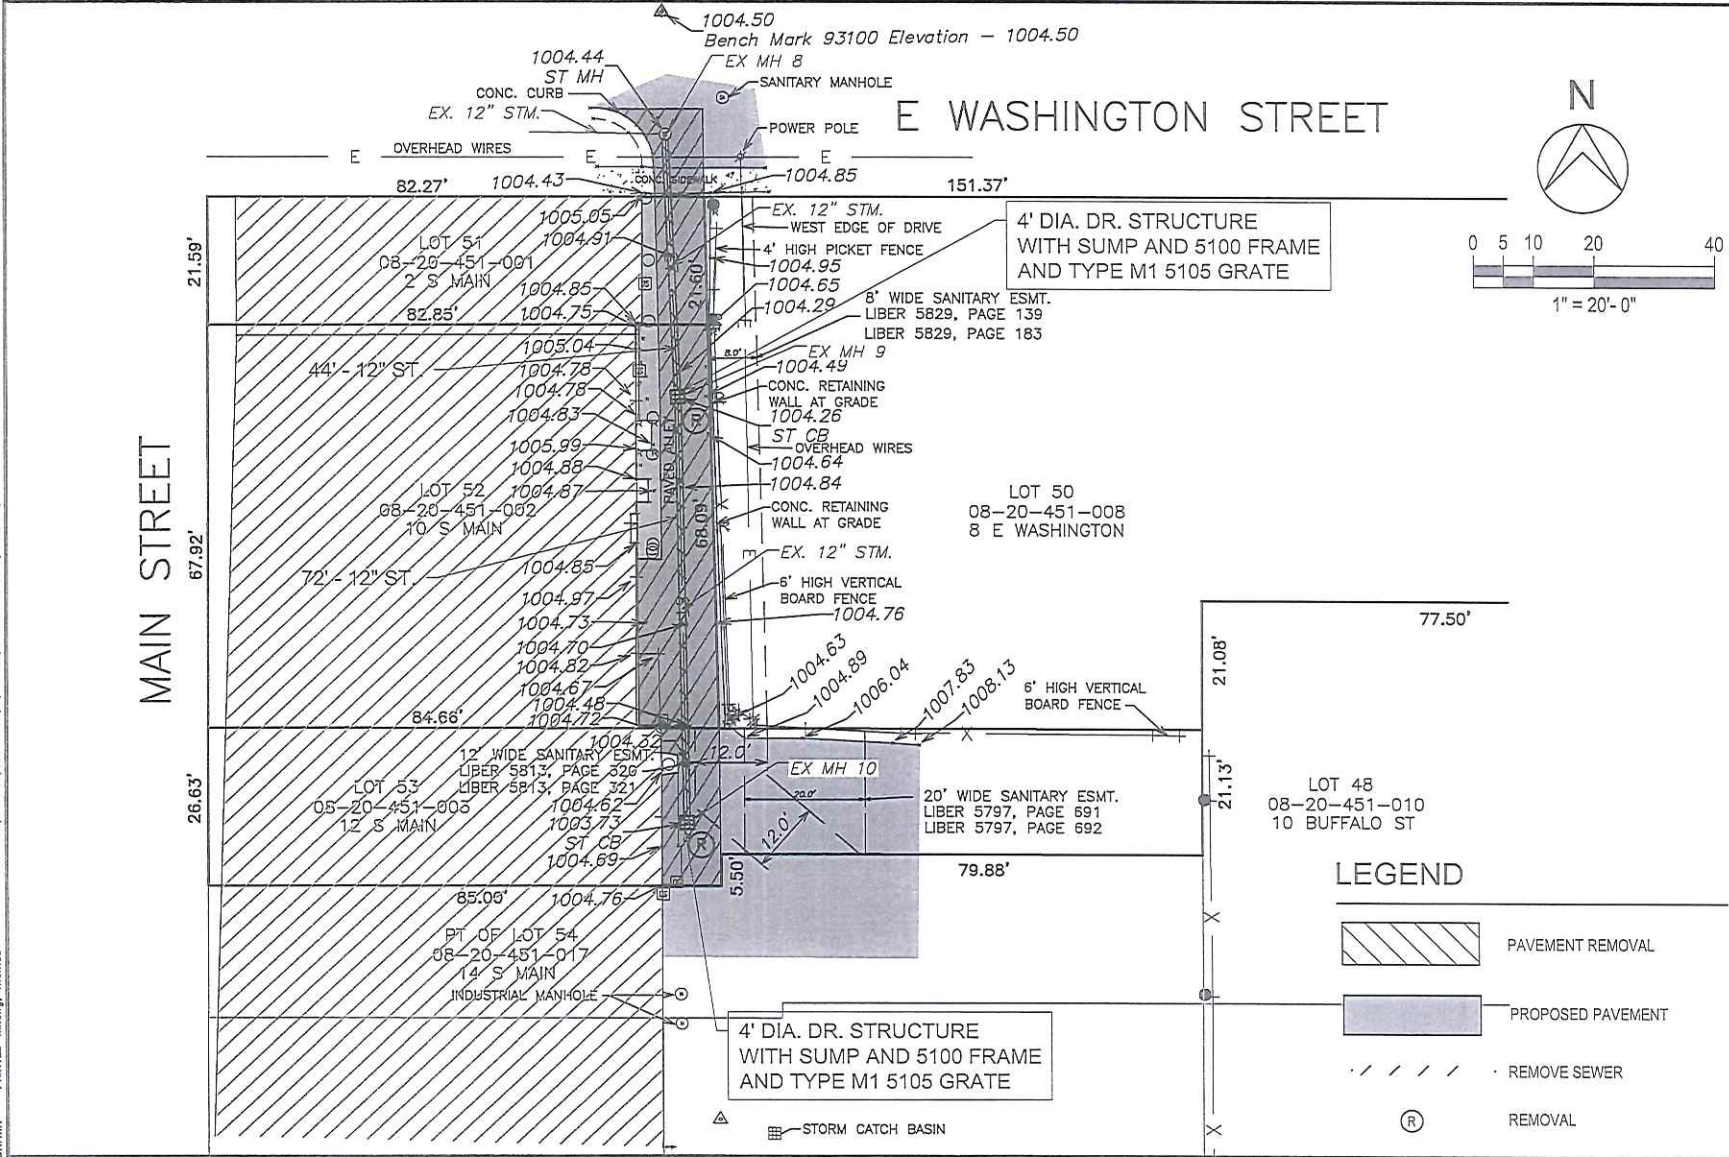 1004.50
Bench Mark 93100 Elevation - 1004.50
1004.44
ST MH
EX MH 8
CONC. CURB
SANITARY MANHOLE
EX. 12" STM.
POWER POLE
E WASHINGTON STREET
N
E
OVERHEAD WIRES
E
E
CONC. SIDEWALK
82.27'
1004.43
1004.85
151.37'
0 5 10 20 40
1" = 20'-0"
1005.05
EX. 12" STM.
WEST EDGE OF DRIVE
4' DIA. DR. STRUCTURE
WITH SUMP AND 5100 FRAME
AND TYPE M1 5105 GRATE
21.59'
LOT 51
08-20-451-001
2 S MAIN
1004.91
4' HIGH PICKET FENCE
1004.95
21.60'
1004.65
1004.85
1004.29
8' WIDE SANITARY ESMT.
LIBER 5829, PAGE 139
LIBER 5829, PAGE 183
82.85'
1004.75
1005.04
8.0'
EX MH 9
44' - 12" ST.
1004.78
1004.49
1004.78
CONC. RETAINING
WALL AT GRADE
1004.83
1004.26
ST CB
1005.99
OVERHEAD WIRES
PAVED ALLEY
1004.88
1004.64
MAIN STREET
67.92'
LOT 52
08-20-451-002
10 S MAIN
1004.87
1004.84
LOT 50
08-20-451-008
8 E WASHINGTON
CONC. RETAINING
WALL AT GRADE
68.09'
E
E
72' - 12" ST.
1004.85
EX. 12" STM.
1004.97
6' HIGH VERTICAL
BOARD FENCE
1004.73
1004.76
77.50'
1004.70
1004.82
1004.63
1004.89
1006.04
1007.83
1008.13
21.08'
1004.67
6' HIGH VERTICAL
BOARD FENCE
1004.48
84.66'
1004.72
1004.32
12' WIDE SANITARY ESMT.
LIBER 5813, PAGE 320
LIBER 5813, PAGE 321
12.0'
EX MH 10
26.63'
LOT 53
08-20-451-003
12 S MAIN
1004.62
1003.73
ST CB
1004.69
20.0'
12.0'
20' WIDE SANITARY ESMT.
LIBER 5797, PAGE 691
LIBER 5797, PAGE 692
21.13'
LOT 48
08-20-451-010
10 BUFFALO ST
R
R
79.88'
5.50'
85.00'
1004.76
PT OF LOT 54
08-20-451-017
14 S MAIN
INDUSTRIAL MANHOLE
4' DIA. DR. STRUCTURE
WITH SUMP AND 5100 FRAME
AND TYPE M1 5105 GRATE
STORM CATCH BASIN
LEGEND
PAVEMENT REMOVAL
PROPOSED PAVEMENT
REMOVE SEWER
R REMOVAL